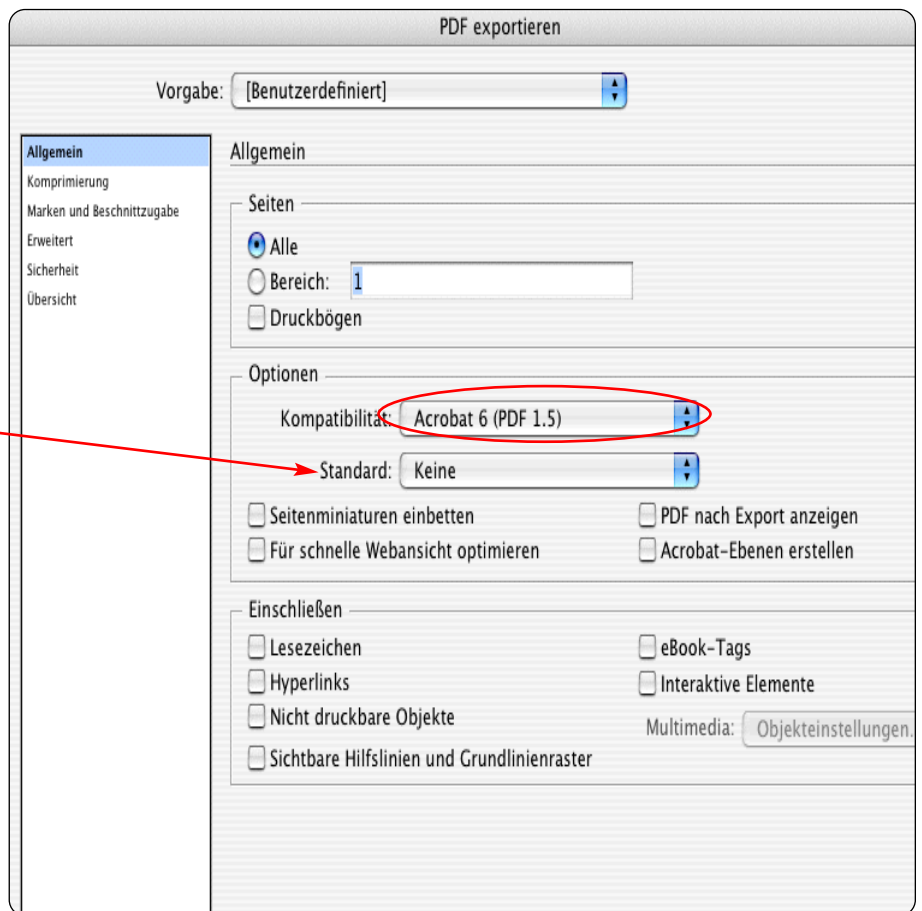 PDF exportieren
Vorgabe: [Benutzerdefiniert]
Allgemein
Komprimierung
Marken und Beschnittzugabe
Erweitert
Sicherheit
Übersicht
Allgemein
Seiten
Alle
Bereich: 1
Druckbögen
Optionen
Kompatibilität: Acrobat 6 (PDF 1.5)
Standard: Keine
Seitenminiaturen einbetten PDF nach Export anzeigen
Für schnelle Webansicht optimieren Acrobat-Ebenen erstellen
Einschließen
Lesezeichen eBook-Tags
Hyperlinks Interaktive Elemente
Nicht druckbare Objekte Multimedia: Objekteinstellungen.
Sichtbare Hilfslinien und Grundlinienraster